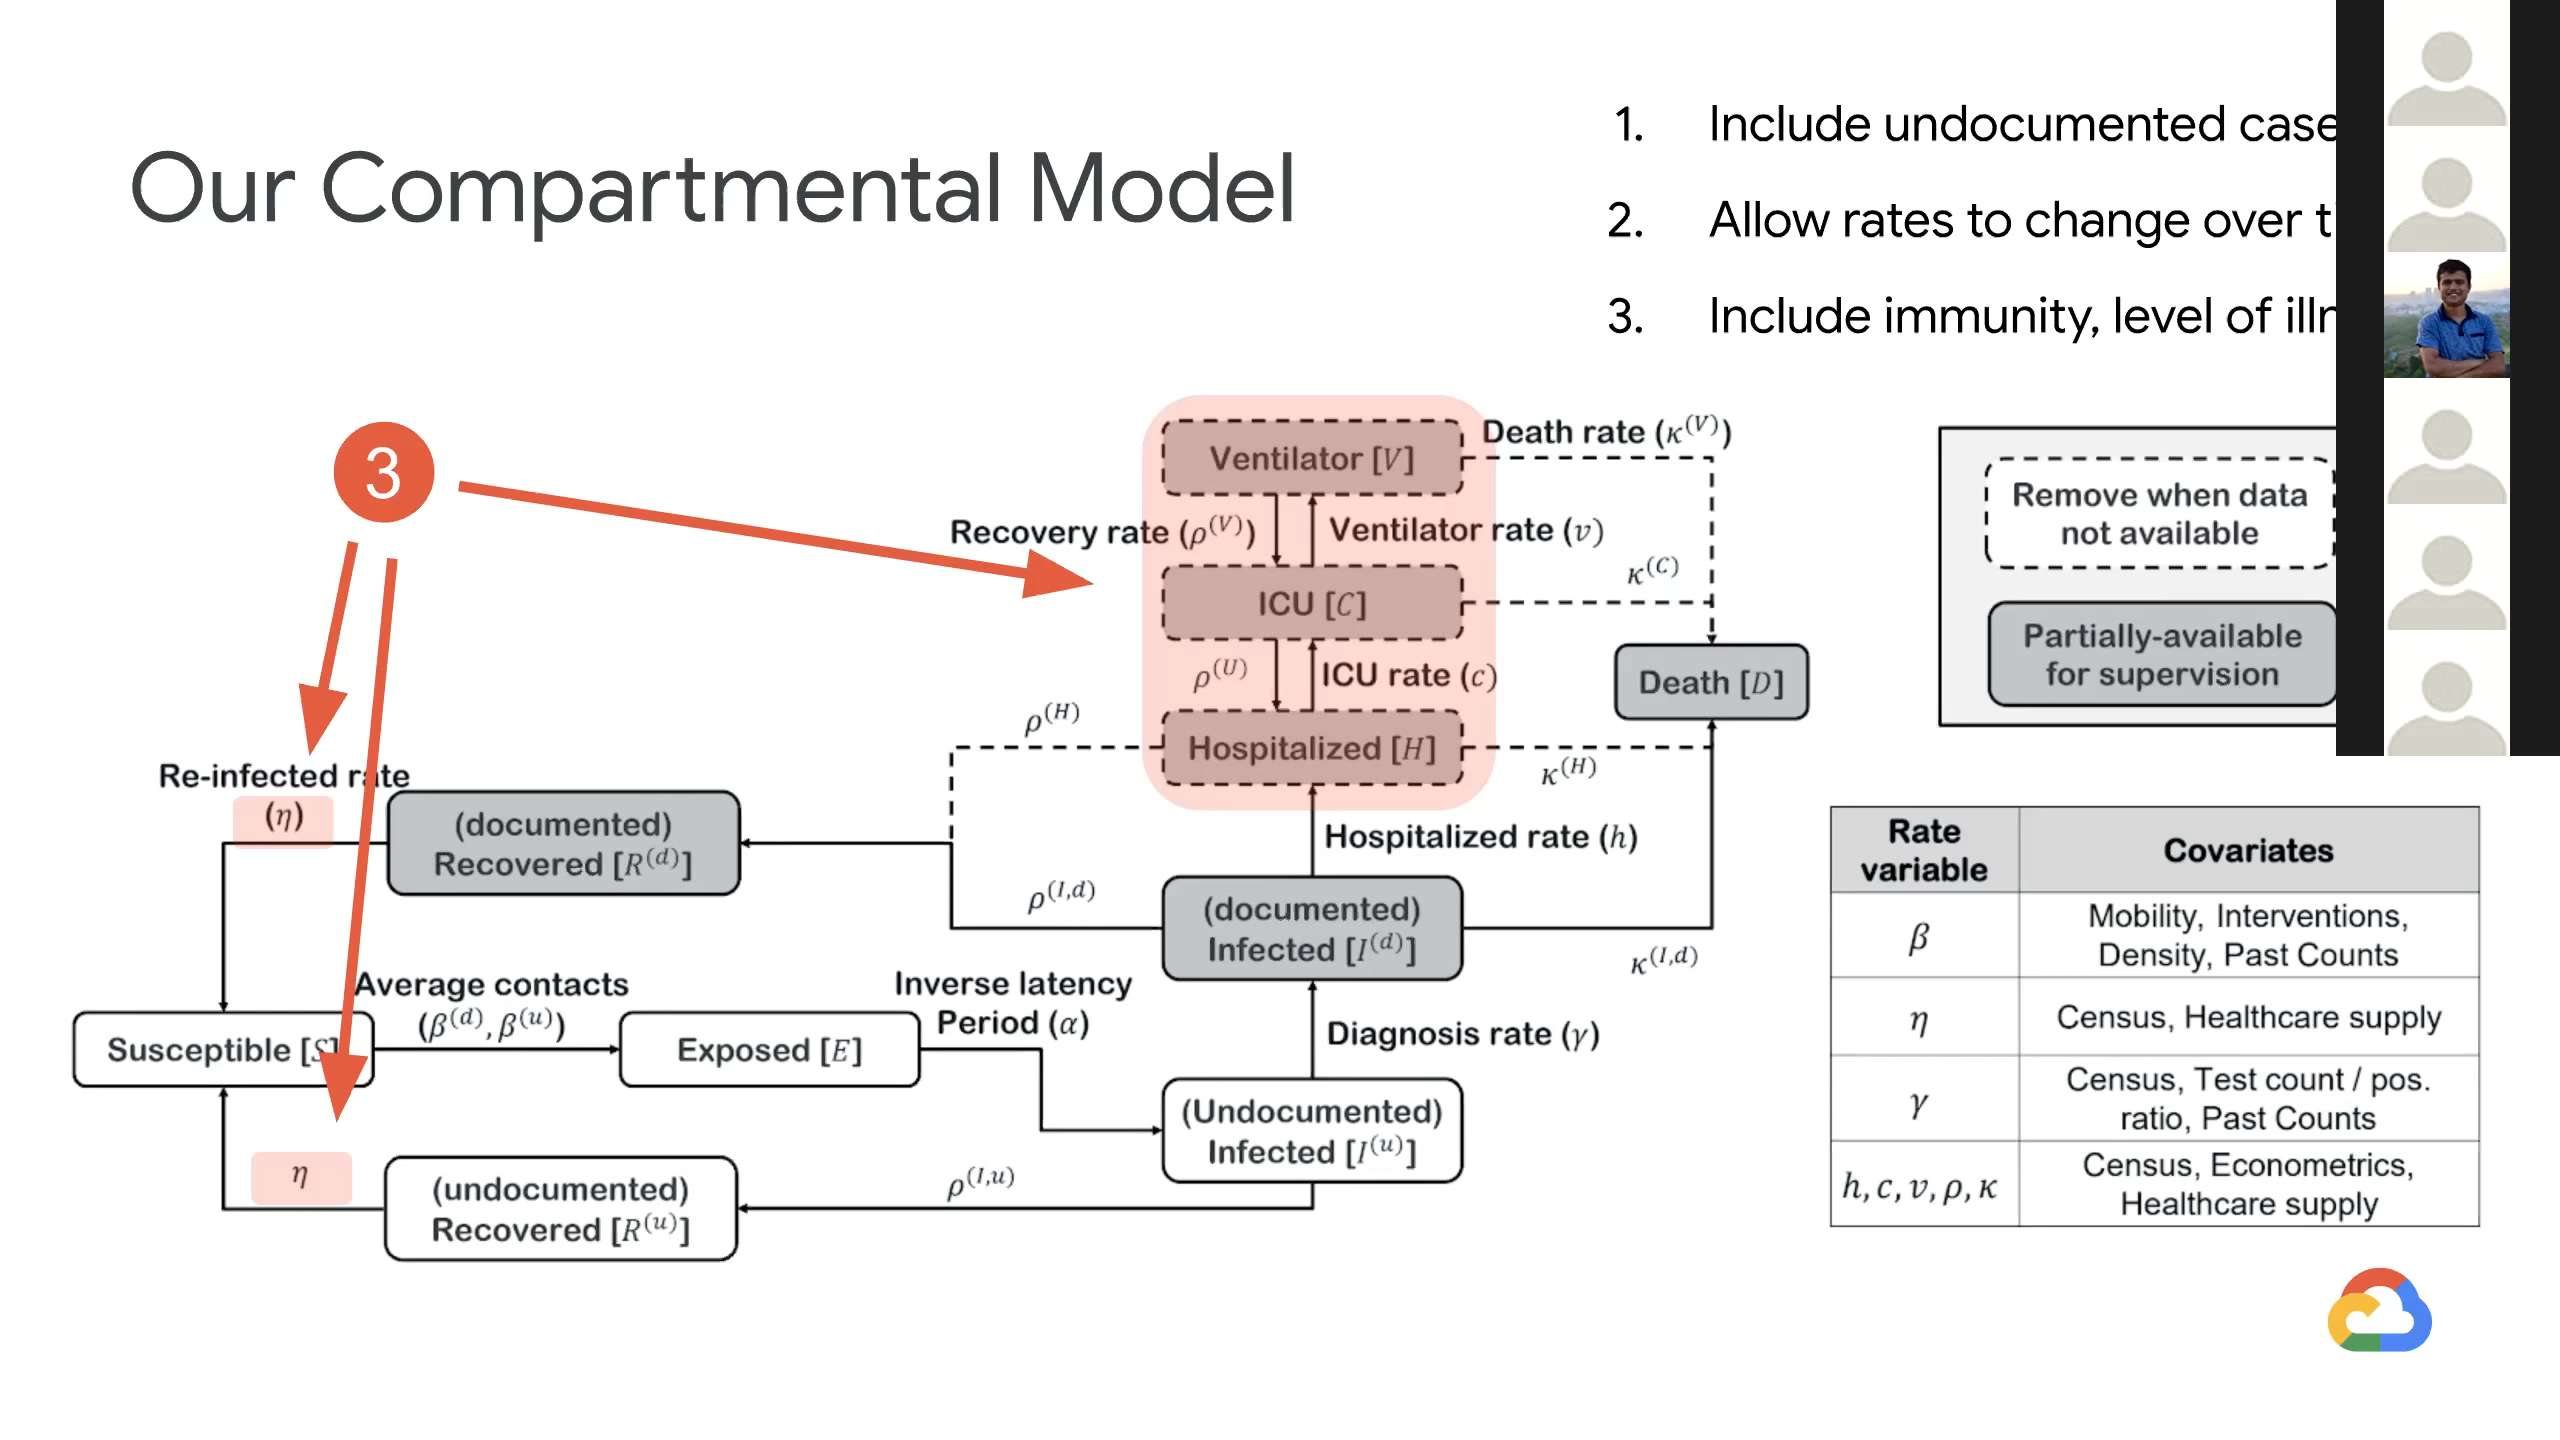 Our Compartmental Model
1. Include undocumented case
2. Allow rates to change over t
3. Include immunity, level of ill
3
Ventilator [V]
Death rate (κ^(V))
Recovery rate (ρ^(V))
Ventilator rate (v)
κ^(C)
ICU [C]
ρ^(U)
ICU rate (c)
Death [D]
ρ^(H)
Hospitalized [H]
κ^(H)
Remove when data
not available
Partially-available
for supervision
Re-infected rate
(η)
(documented)
Recovered [R^(d)]
Hospitalized rate (h)
ρ^(I,d)
(documented)
Infected [I^(d)]
κ^(I,d)
Susceptible [S]
Average contacts
(β^(d), β^(u))
Exposed [E]
Inverse latency
Period (α)
Diagnosis rate (γ)
(Undocumented)
Infected [I^(u)]
η
(undocumented)
Recovered [R^(u)]
ρ^(I,u)
Rate
variable
Covariates
β
Mobility, Interventions,
Density, Past Counts
η
Census, Healthcare supply
γ
Census, Test count / pos.
ratio, Past Counts
h, c, v, ρ, κ
Census, Econometrics,
Healthcare supply